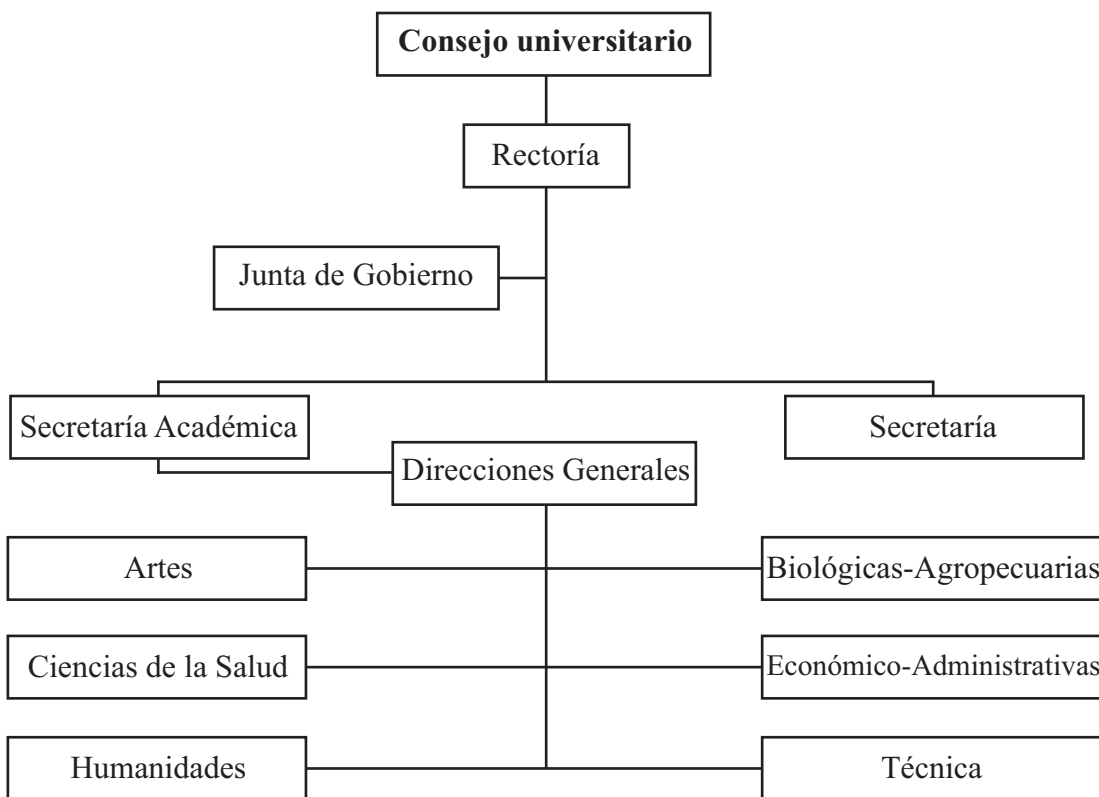 Consejo universitario
Rectoría
Junta de Gobierno
Secretaría Académica
Secretaría
Direcciones Generales
Artes
Biológicas-Agropecuarias
Ciencias de la Salud
Económico-Administrativas
Humanidades
Técnica